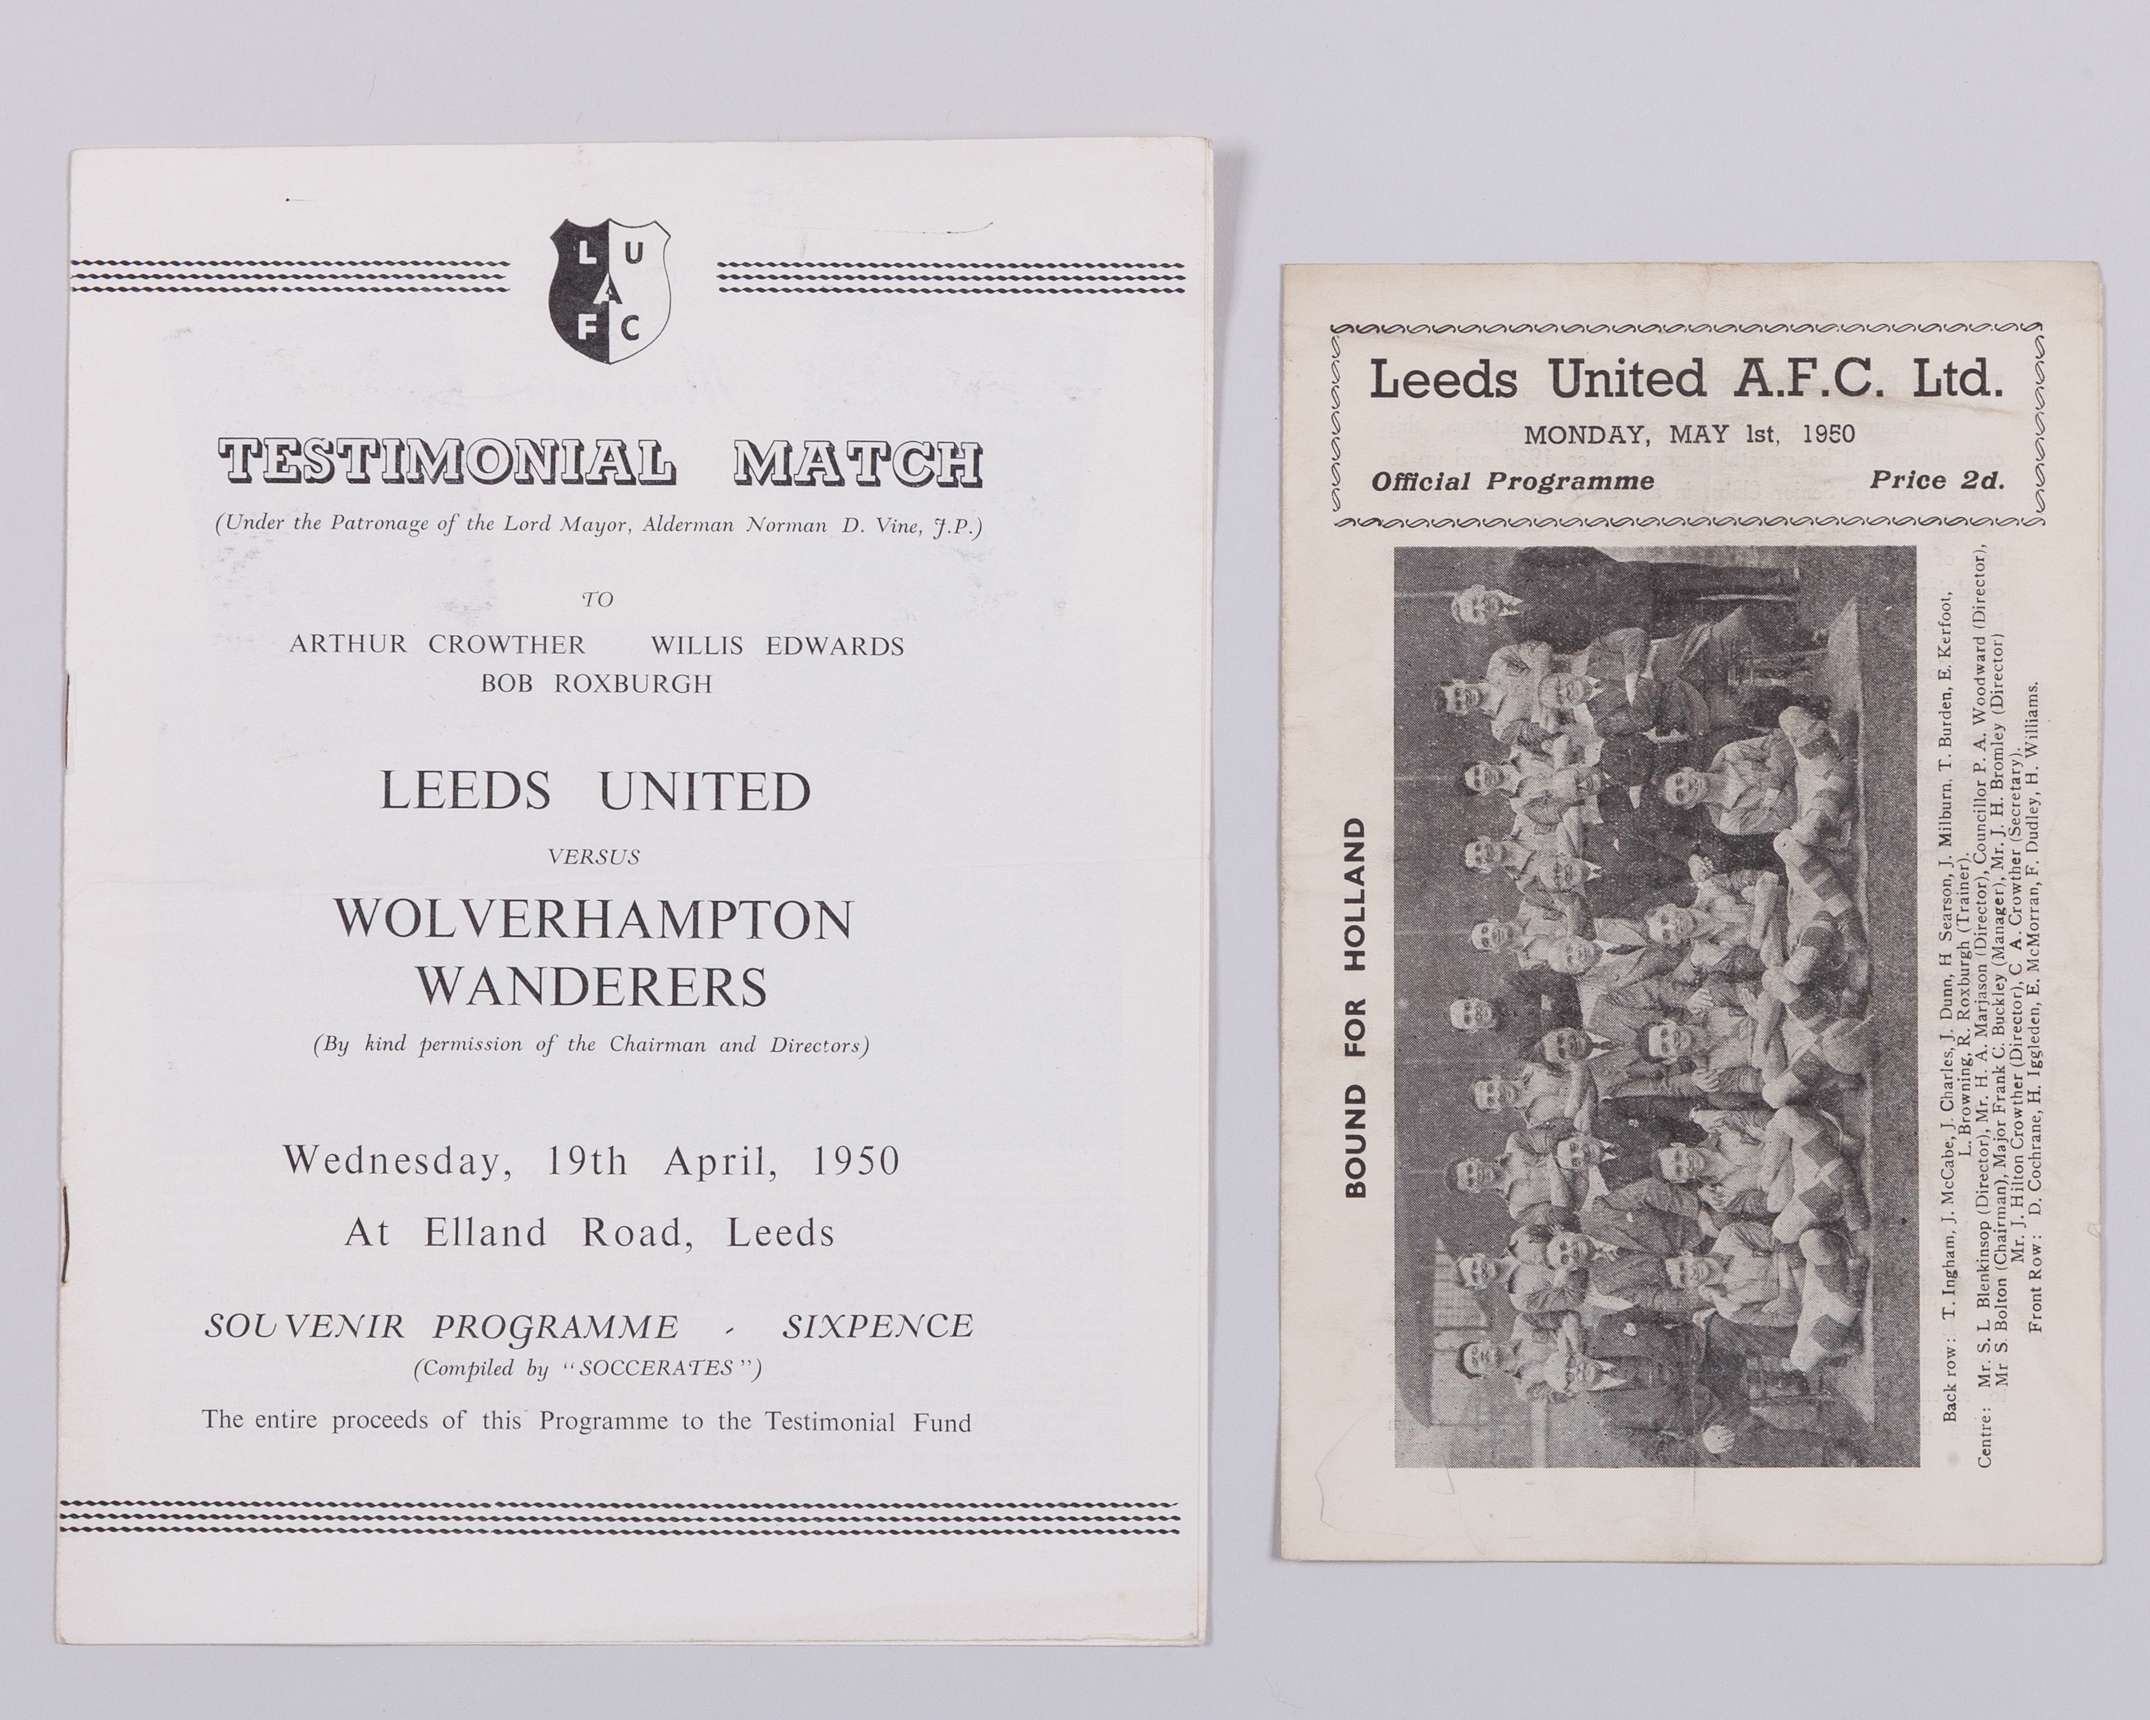 L U
A
F C
TESTIMONIAL MATCH
(Under the Patronage of the Lord Mayor, Alderman Norman D. Vine, J.P.)
TO
ARTHUR CROWTHER WILLIS EDWARDS
BOB ROXBURGH
LEEDS UNITED
VERSUS
WOLVERHAMPTON
WANDERERS
(By kind permission of the Chairman and Directors)
Wednesday, 19th April, 1950
At Elland Road, Leeds
SOUVENIR PROGRAMME - SIXPENCE
(Compiled by "SOCCERATES")
The entire proceeds of this Programme to the Testimonial Fund
Leeds United A.F.C. Ltd.
MONDAY, MAY 1st, 1950
Official Programme Price 2d.
BOUND FOR HOLLAND
Back row: T. Ingham, J. McCabe, J. Charles, J. Dunn, H Searson, J. Milburn, T. Burden, E. Kerfoot,
L. Browning, R. Roxburgh (Trainer).
Centre: Mr. S. L Blenkinsop (Director), Mr. H. A. Marjason (Director), Councillor P. A. Woodward (Director),
Mr S. Bolton (Chairman), Major Frank C. Buckley (Manager), Mr. J. H. Bromley (Director)
Mr. J. Hilton Crowther (Director), C A. Crowther (Secretary).
Front Row: D. Cochrane, H. Iggleden, E. McMorran, F. Dudley, H. Williams.